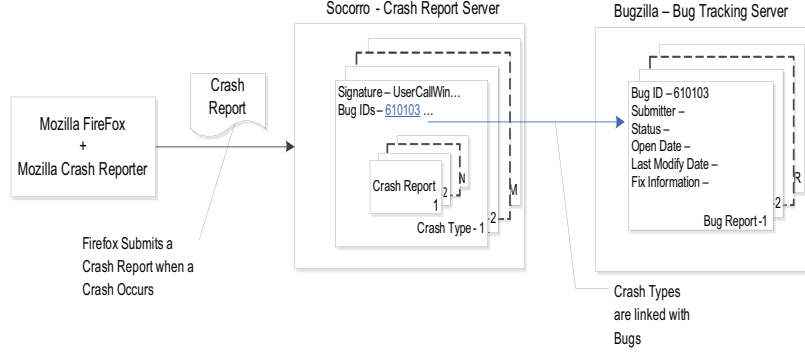 Socorro - Crash Report Server
Bugzilla – Bug Tracking Server
Mozilla FireFox
+
Mozilla Crash Reporter
Crash
Report
Signature – UserCallWin...
Bug IDs – 610103 ...
Crash Report
1
2
N
Crash Type - 1
-2
M
Bug ID – 610103
Submitter –
Status –
Open Date –
Last Modify Date –
Fix Information –
Bug Report -1
-2
R
Firefox Submits a
Crash Report when a
Crash Occurs
Crash Types
are linked with
Bugs